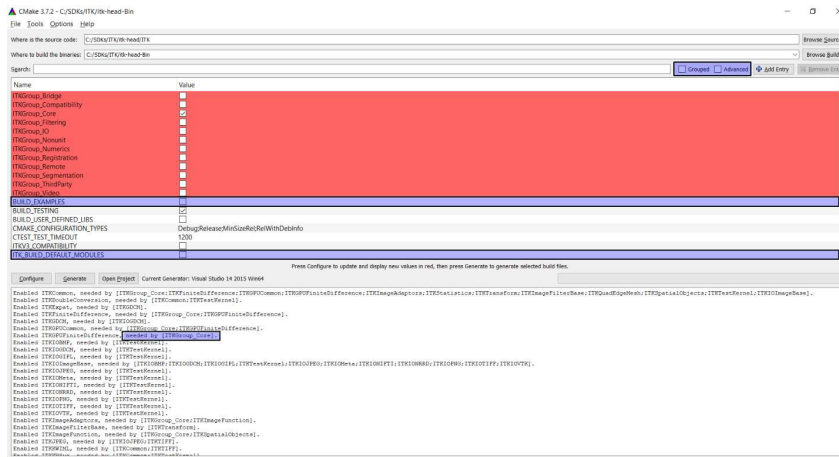 CMake 3.7.2 - C:/SDKs/ITK/itk-head-Bin
File Tools Options Help
Where is the source code: C:/SDKs/ITK/itk-head/ITK Browse Sourc
Where to build the binaries: C:/SDKs/ITK/itk-head-Bin Browse Build
Search: Grouped Advanced Add Entry Remove Ent
Name Value
ITKGroup_Bridge
ITKGroup_Compatibility
ITKGroup_Core
ITKGroup_Filtering
ITKGroup_IO
ITKGroup_Nonunit
ITKGroup_Numerics
ITKGroup_Registration
ITKGroup_Remote
ITKGroup_Segmentation
ITKGroup_ThirdParty
ITKGroup_Video
BUILD_EXAMPLES
BUILD_TESTING
BUILD_USER_DEFINED_LIBS
CMAKE_CONFIGURATION_TYPES Debug;Release;MinSizeRel;RelWithDebInfo
CTEST_TEST_TIMEOUT 1200
ITKV3_COMPATIBILITY
ITK_BUILD_DEFAULT_MODULES
Press Configure to update and display new values in red, then press Generate to generate selected build files.
Configure Generate Open Project Current Generator: Visual Studio 14 2015 Win64
Enabled ITKCommon, needed by [ITKGroup_Core;ITKFiniteDifference;ITKGPUCommon;ITKGPUFiniteDifference;ITKImageAdaptors;ITKStatistics;ITKTransform;ITKImageFilterBase;ITKQuadEdgeMesh;ITKSpatialObjects;ITKTestKernel;ITKIOImageBase].
Enabled ITKDoubleConversion, needed by [ITKCommon;ITKTestKernel].
Enabled ITKExpat, needed by [ITKGDCM].
Enabled ITKFiniteDifference, needed by [ITKGroup_Core;ITKGPUFiniteDifference].
Enabled ITKGDCM, needed by [ITKIOGDCM].
Enabled ITKGPUCommon, needed by [ITKGroup_Core;ITKGPUFiniteDifference].
Enabled ITKGPUFiniteDifference, needed by [ITKGroup_Core].
Enabled ITKIOBMP, needed by [ITKTestKernel].
Enabled ITKIOGDCM, needed by [ITKTestKernel].
Enabled ITKIOGIPL, needed by [ITKTestKernel].
Enabled ITKIOImageBase, needed by [ITKIOBMP;ITKIOGDCM;ITKIOGIPL;ITKTestKernel;ITKIOJPEG;ITKIOMeta;ITKIONIFTI;ITKIONRRD;ITKIOPNG;ITKIOTIFF;ITKIOVTK].
Enabled ITKIOJPEG, needed by [ITKTestKernel].
Enabled ITKIOMeta, needed by [ITKTestKernel].
Enabled ITKIONIFTI, needed by [ITKTestKernel].
Enabled ITKIONRRD, needed by [ITKTestKernel].
Enabled ITKIOPNG, needed by [ITKTestKernel].
Enabled ITKIOTIFF, needed by [ITKTestKernel].
Enabled ITKIOVTK, needed by [ITKTestKernel].
Enabled ITKImageAdaptors, needed by [ITKGroup_Core;ITKImageFunction].
Enabled ITKImageFilterBase, needed by [ITKTransform].
Enabled ITKImageFunction, needed by [ITKGroup_Core;ITKSpatialObjects].
Enabled ITKJPEG, needed by [ITKIOJPEG;ITKTIFF].
Enabled ITKKWIML, needed by [ITKCommon;ITKTIFF].